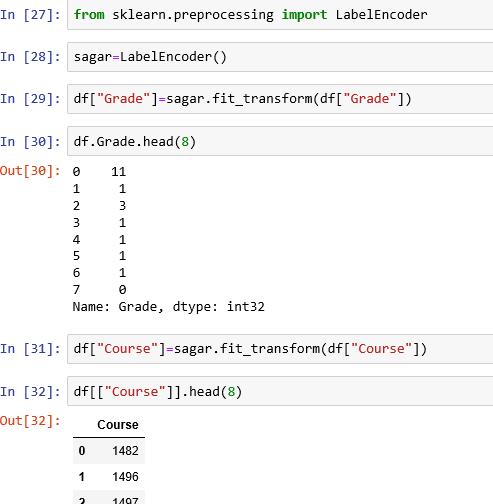 In [27]: from sklearn.preprocessing import LabelEncoder
In [28]: sagar=LabelEncoder()
In [29]: df["Grade"]=sagar.fit_transform(df["Grade"])
In [30]: df.Grade.head(8)
Out[30]: 0    11
1     1
2     3
3     1
4     1
5     1
6     1
7     0
Name: Grade, dtype: int32
In [31]: df["Course"]=sagar.fit_transform(df["Course"])
In [32]: df[["Course"]].head(8)
Out[32]:
Course
0 1482
1 1496
2 1497